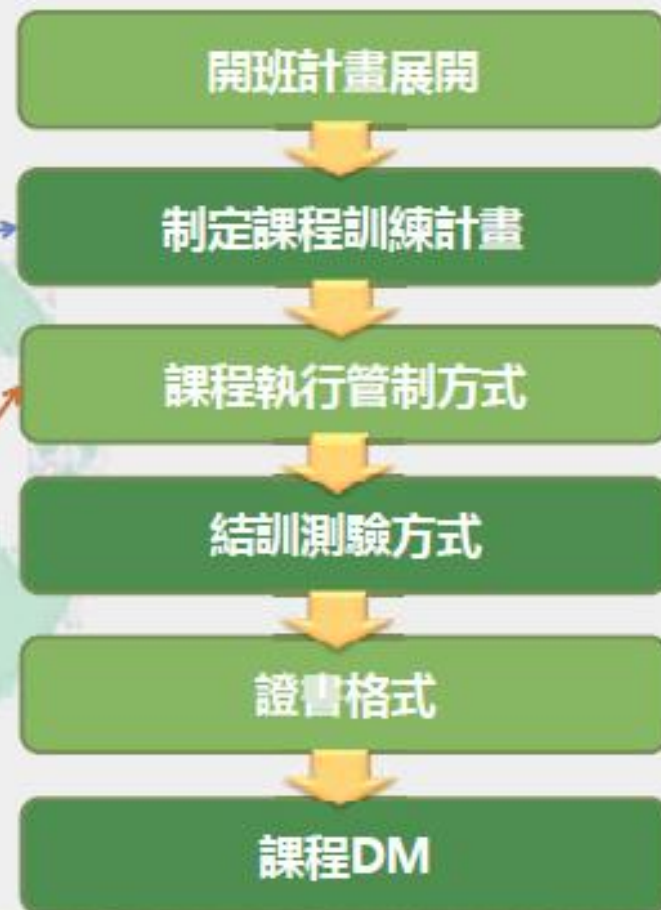 開班計畫展開
制定課程訓練計畫
課程執行管制方式
結訓測驗方式
證書格式
課程DM